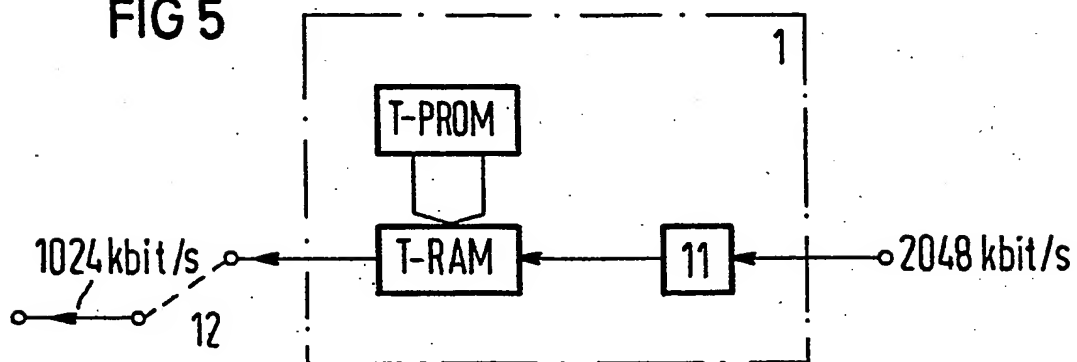 FIG 5
1
T-PROM
1024 kbit/s
T-RAM
11
2048 kbit/s
12